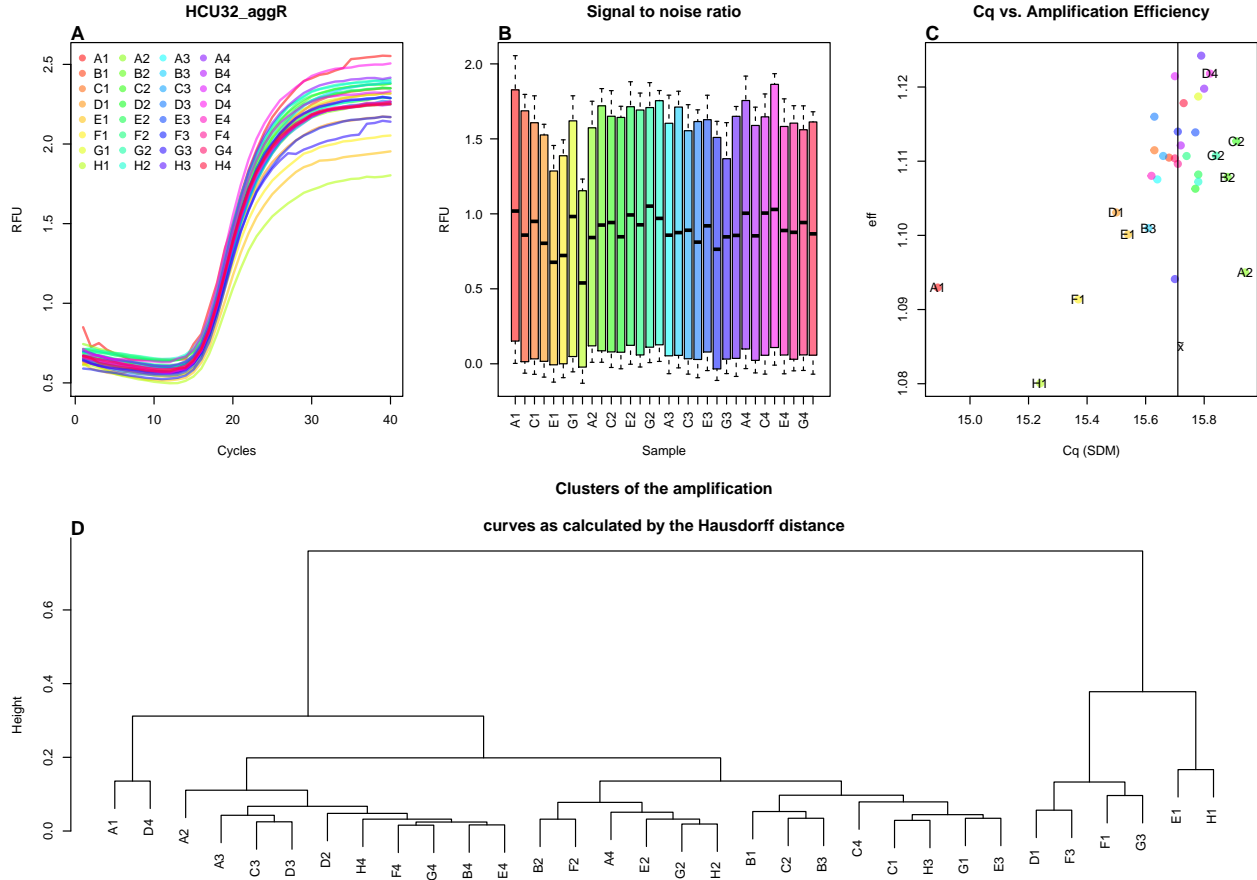 HCU32_aggR
A
RFU
2.5
2.0
1.5
1.0
0.5
A1 A2 A3 A4
B1 B2 B3 B4
C1 C2 C3 C4
D1 D2 D3 D4
E1 E2 E3 E4
F1 F2 F3 F4
G1 G2 G3 G4
H1 H2 H3 H4
0 10 20 30 40
Cycles
Signal to noise ratio
B
RFU
2.0
1.5
1.0
0.5
0.0
A1 C1 E1 G1 A2 C2 E2 G2 A3 C3 E3 G3 A4 C4 E4 G4
Sample
Cq vs. Amplification Efficiency
C
eff
1.12
1.11
1.10
1.09
1.08
D4
C2
G2
B2
D1
B3
E1
A2
A1
F1
x
H1
15.0 15.2 15.4 15.6 15.8
Cq (SDM)
Clusters of the amplification
curves as calculated by the Hausdorff distance
D
Height
0.6
0.4
0.2
0.0
A1 D4 A2 A3 C3 D3 D2 H4 F4 G4 B4 E4 B2 F2 A4 E2 G2 H2 B1 C2 B3 C4 C1 H3 G1 E3 D1 F3 F1 G3 E1 H1